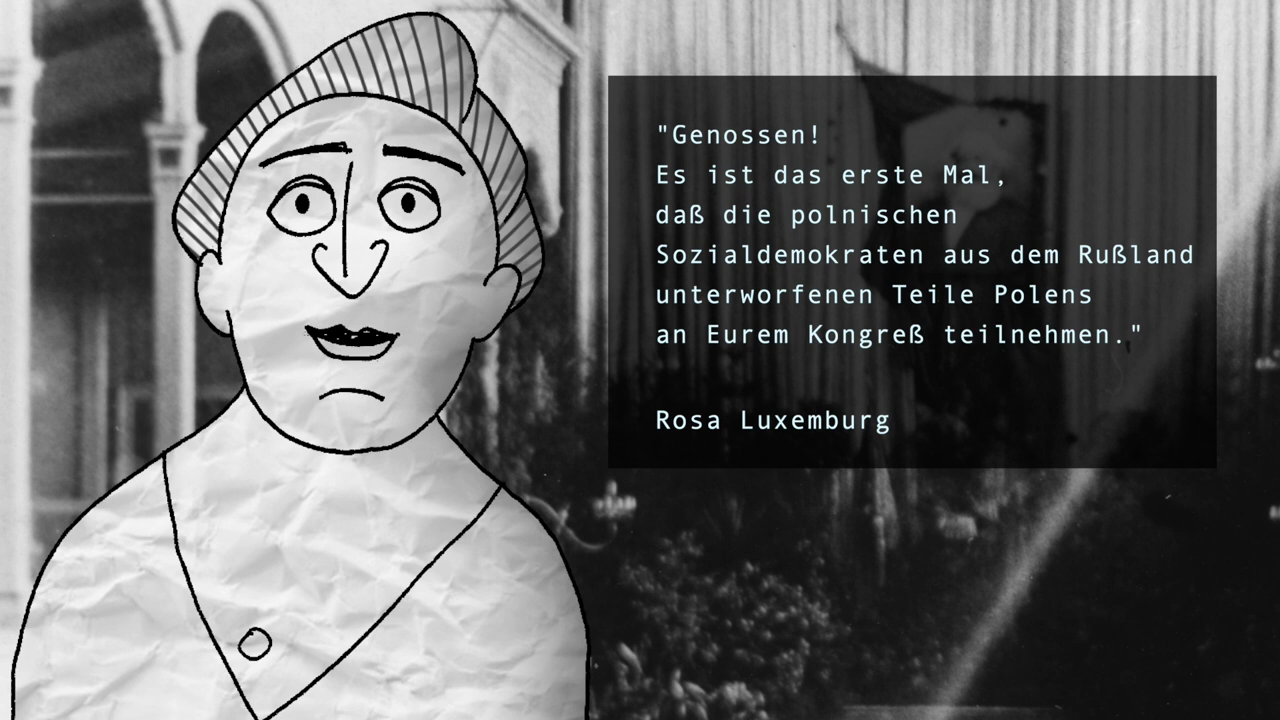 "Genossen!
Es ist das erste Mal,
daß die polnischen
Sozialdemokraten aus dem Rußland
unterworfenen Teile Polens
an Eurem Kongreß teilnehmen."
Rosa Luxemburg